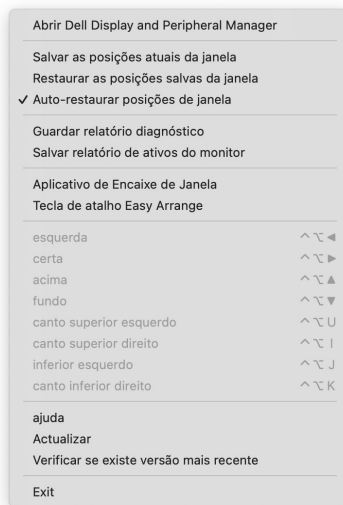 Abrir Dell Display and Peripheral Manager
Salvar as posições atuais da janela
Restaurar as posições salvas da janela
✓ Auto-restaurar posições de janela
Guardar relatório diagnóstico
Salvar relatório de ativos do monitor
Aplicativo de Encaixe de Janela
Tecla de atalho Easy Arrange
esquerda ^⌥◀
certa ^⌥▶
acima ^⌥▲
fundo ^⌥▼
canto superior esquerdo ^⌥U
canto superior direito ^⌥I
inferior esquerdo ^⌥J
canto inferior direito ^⌥K
ajuda
Actualizar
Verificar se existe versão mais recente
Exit